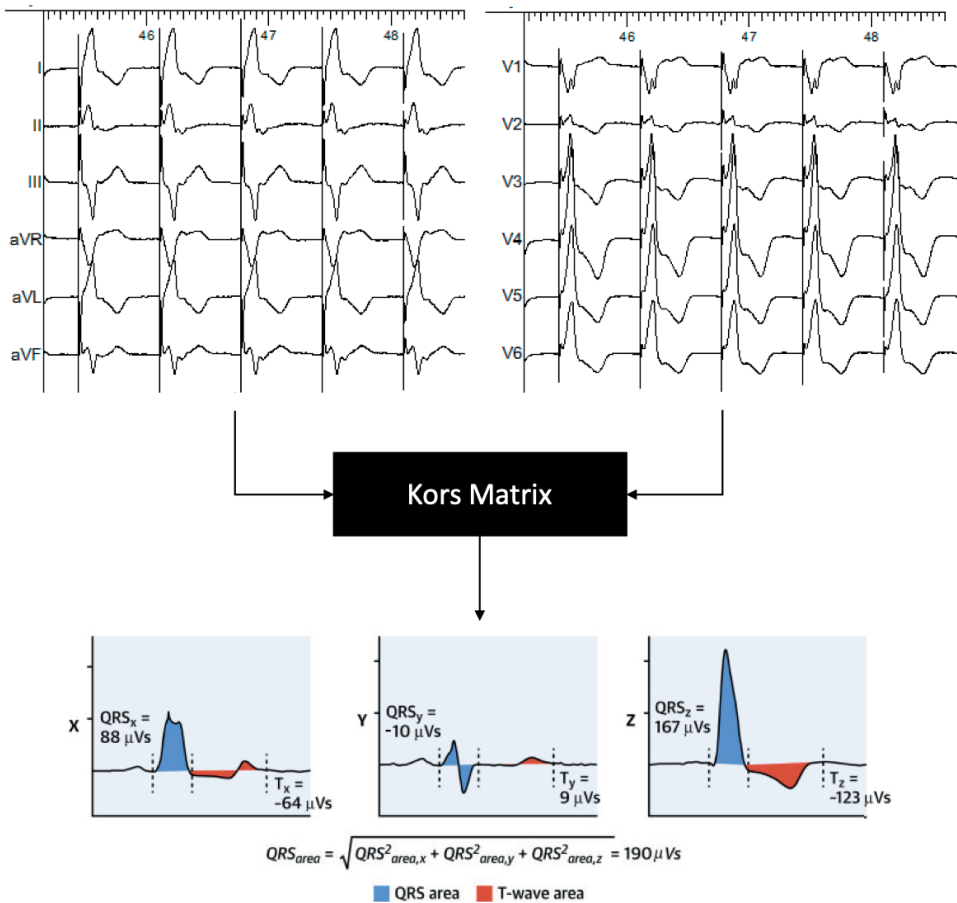 46 47 48
46 47 48
I
II
III
aVR
aVL
aVF
V1
V2
V3
V4
V5
V6
Kors Matrix
X
QRSx =
88 μVs
Tx =
-64 μVs
Y
QRSy =
-10 μVs
Ty
9 μVs
Z
QRSz =
167 μVs
Tz =
-123 μVs
QRSarea = √QRS²area,x + QRS²area,y + QRS²area,z = 190 μVs
QRS area T-wave area